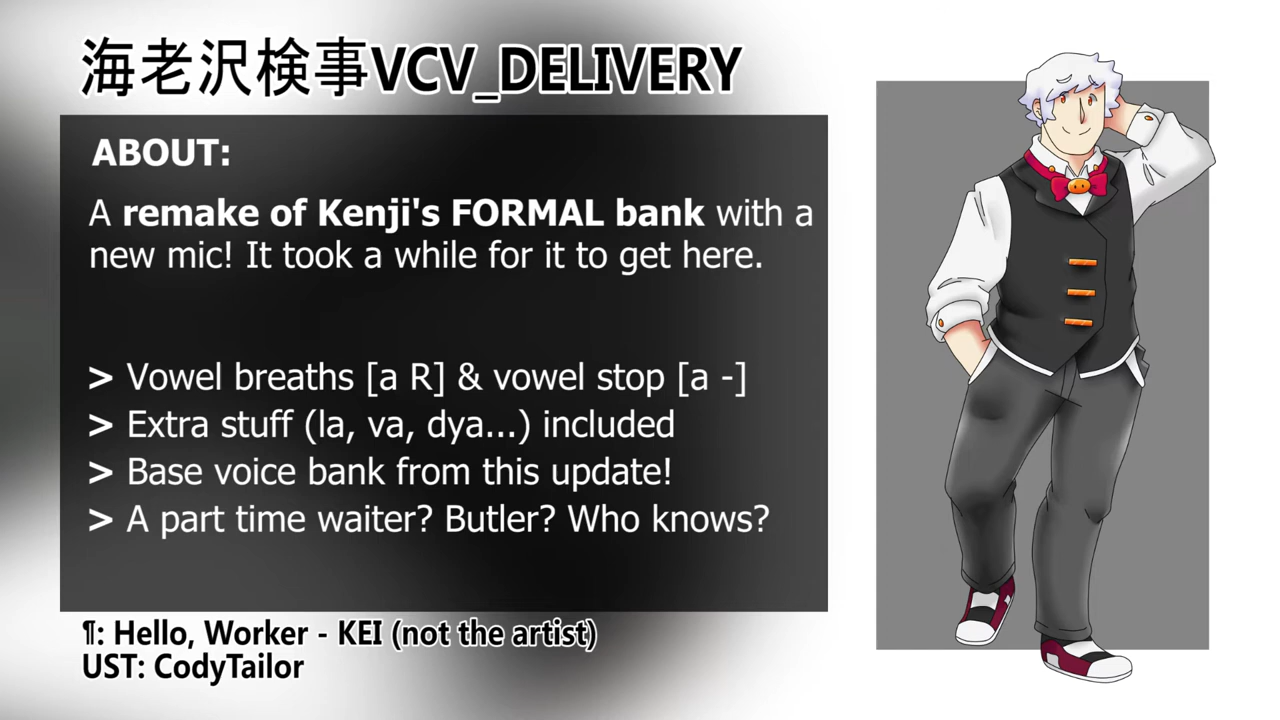 海老沢検事VCV_DELIVERY
ABOUT:
A remake of Kenji's FORMAL bank with a
new mic! It took a while for it to get here.
> Vowel breaths [a R] & vowel stop [a -]
> Extra stuff (la, va, dya...) included
> Base voice bank from this update!
> A part time waiter? Butler? Who knows?
¶: Hello, Worker - KEI (not the artist)
UST: CodyTailor